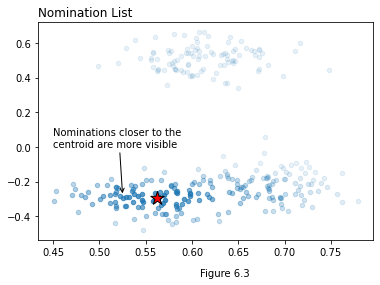 Nomination List
0.6
0.4
0.2
0.0
−0.2
−0.4
Nominations closer to the
centroid are more visible
0.45 0.50 0.55 0.60 0.65 0.70 0.75
Figure 6.3